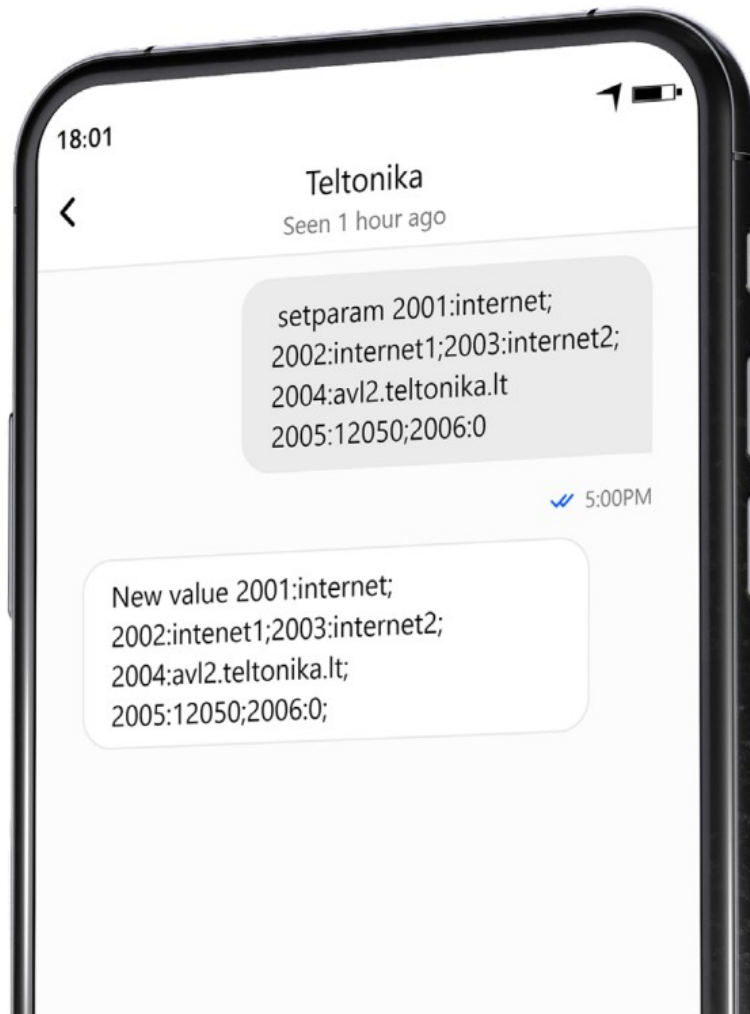 18:01
Teltonika
Seen 1 hour ago
setparam 2001:internet;
2002:internet1;2003:internet2;
2004:avl2.teltonika.lt
2005:12050;2006:0
5:00PM
New value 2001:internet;
2002:intenet1;2003:internet2;
2004:avl2.teltonika.lt;
2005:12050;2006:0;